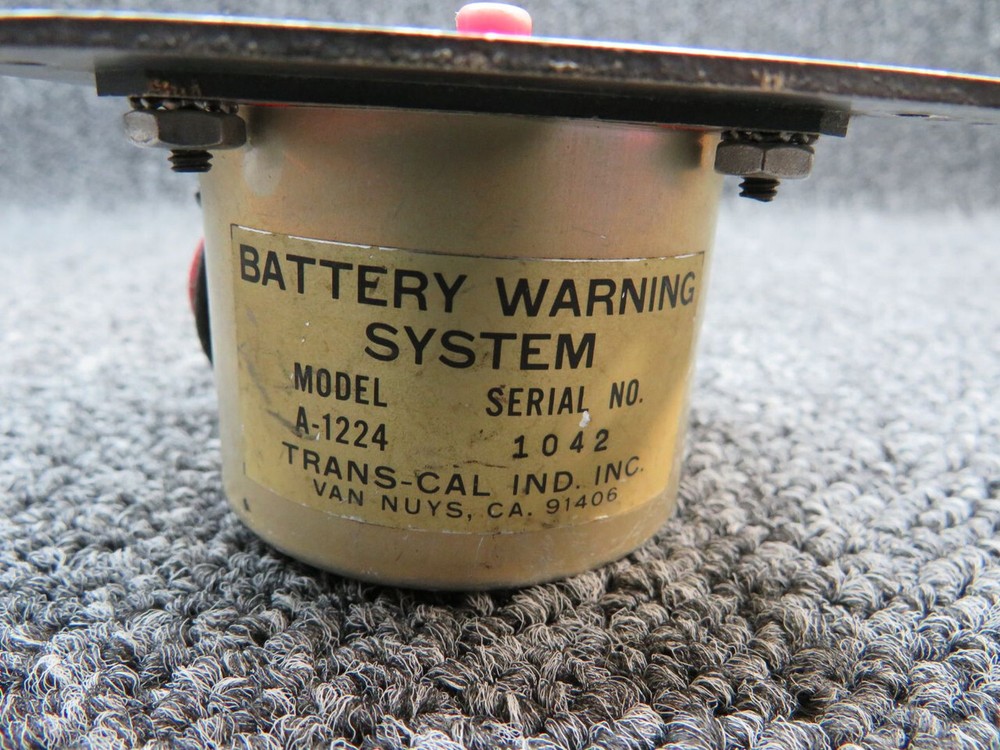 BATTERY WARNING
SYSTEM
MODEL SERIAL NO.
A-1224 1042
TRANS-CAL IND. INC.
VAN NUYS, CA. 91406